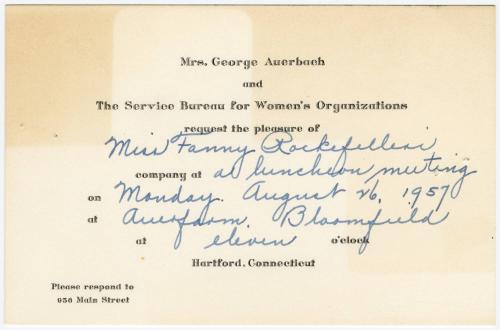 Mrs. George Auerbach
and
The Service Bureau for Women's Organizations
request the pleasure of
Miss Fanny Rockefellers
company at a luncheon meeting
on Monday. August 26, 1957
at Auerfarm. Bloomfield
at eleven o'clock
Hartford, Connecticut
Please respond to
956 Main Street